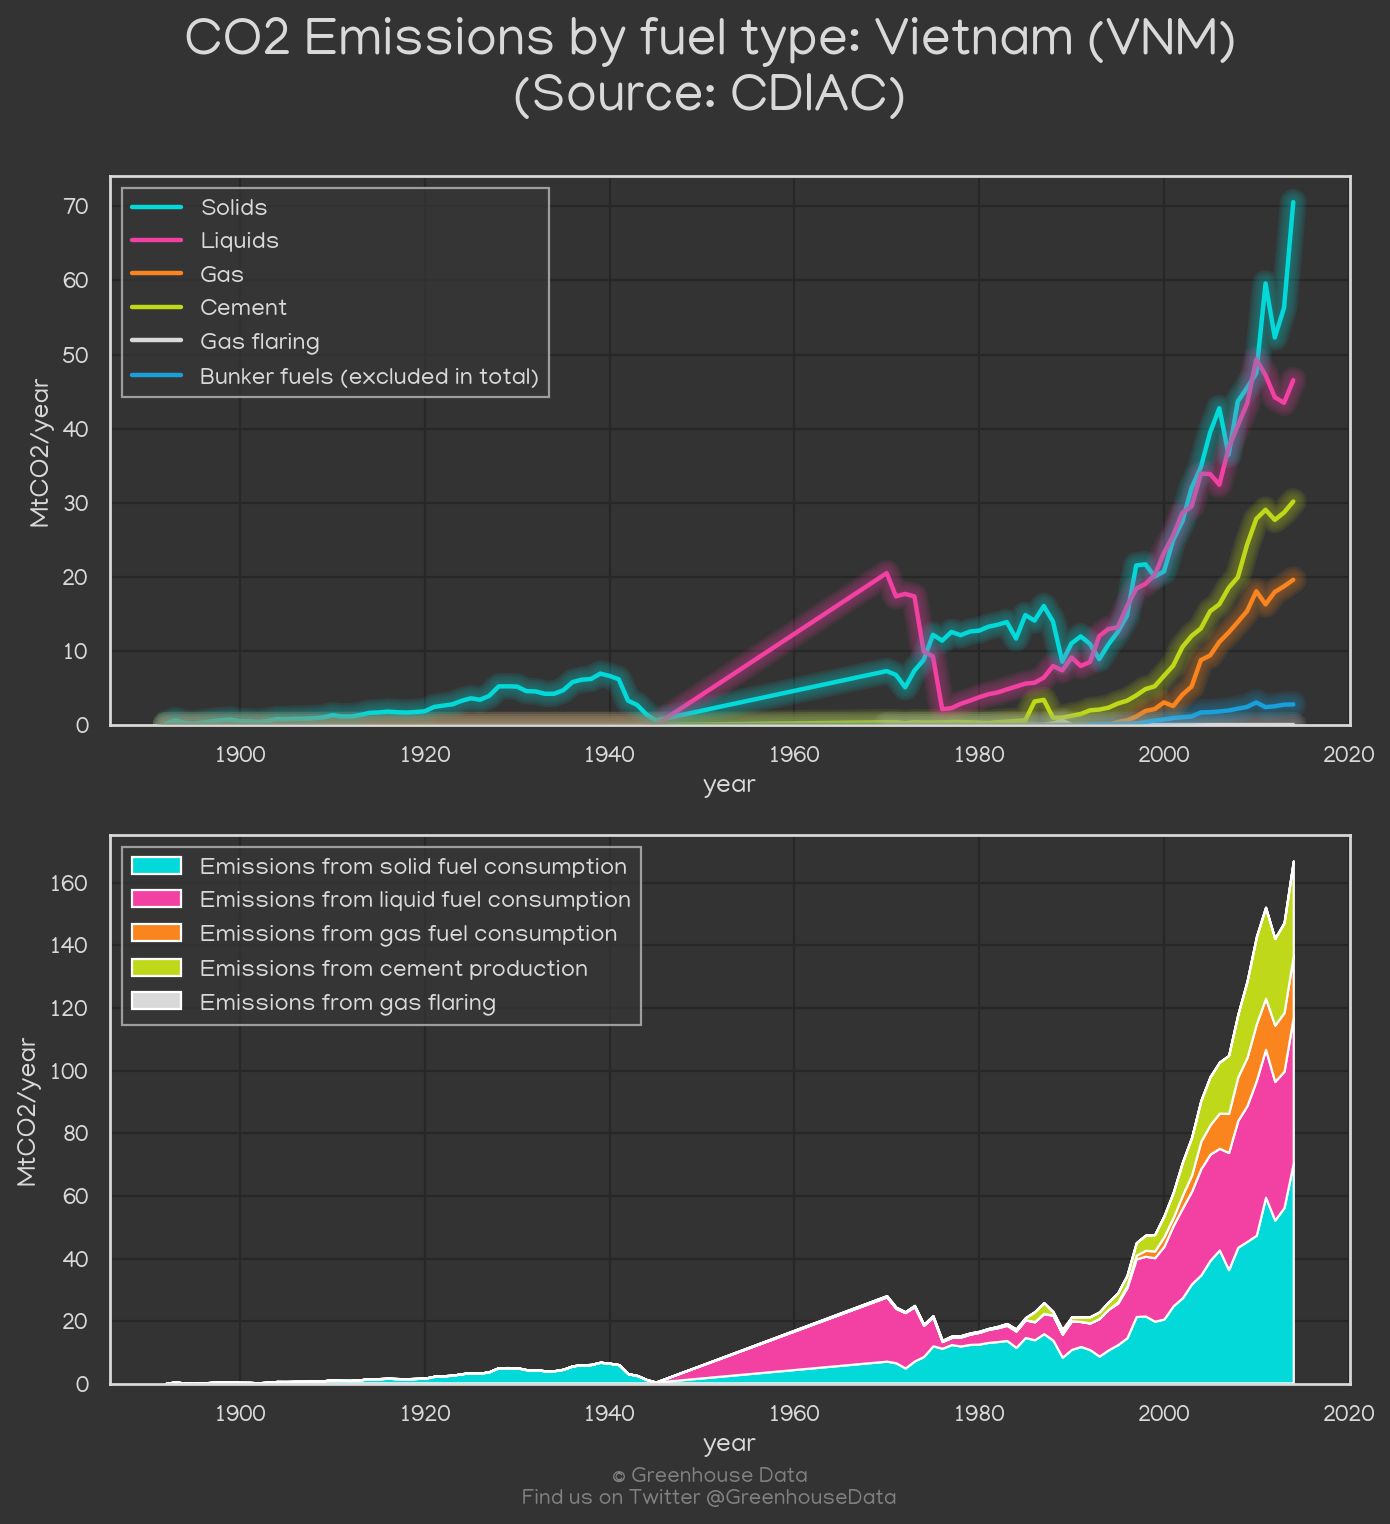 CO2 Emissions by fuel type: Vietnam (VNM)
(Source: CDIAC)
Solids
Liquids
Gas
Cement
Gas flaring
Bunker fuels (excluded in total)
MtCO2/year
70
60
50
40
30
20
10
0
1900 1920 1940 1960 1980 2000 2020
year
Emissions from solid fuel consumption
Emissions from liquid fuel consumption
Emissions from gas fuel consumption
Emissions from cement production
Emissions from gas flaring
MtCO2/year
160
140
120
100
80
60
40
20
0
1900 1920 1940 1960 1980 2000 2020
year
© Greenhouse Data
Find us on Twitter @GreenhouseData